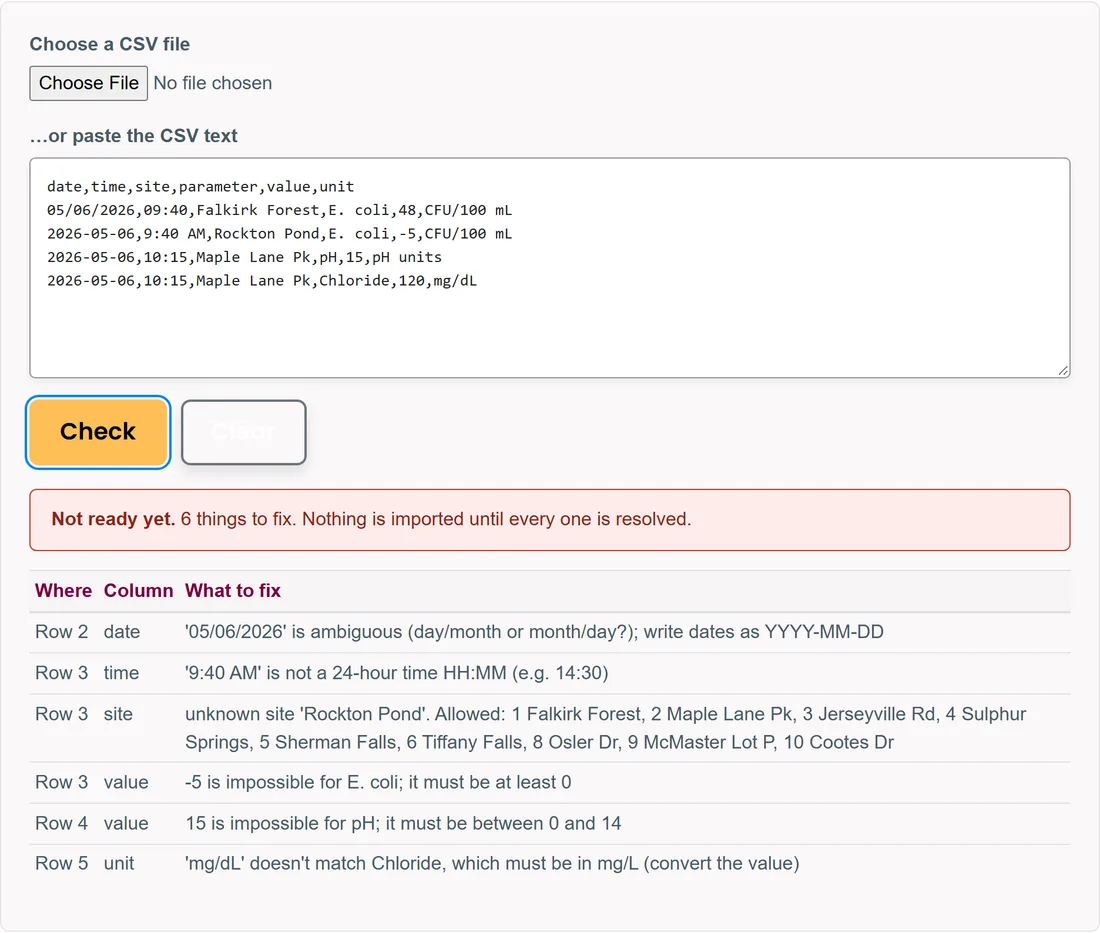 Choose a CSV file
Choose File No file chosen
…or paste the CSV text
date,time,site,parameter,value,unit
05/06/2026,09:40,Falkirk Forest,E. coli,48,CFU/100 mL
2026-05-06,9:40 AM,Rockton Pond,E. coli,-5,CFU/100 mL
2026-05-06,10:15,Maple Lane Pk,pH,15,pH units
2026-05-06,10:15,Maple Lane Pk,Chloride,120,mg/dL
Check Clear
Not ready yet. 6 things to fix. Nothing is imported until every one is resolved.
Where Column What to fix
Row 2 date '05/06/2026' is ambiguous (day/month or month/day?); write dates as YYYY-MM-DD
Row 3 time '9:40 AM' is not a 24-hour time HH:MM (e.g. 14:30)
Row 3 site unknown site 'Rockton Pond'. Allowed: 1 Falkirk Forest, 2 Maple Lane Pk, 3 Jerseyville Rd, 4 Sulphur
Springs, 5 Sherman Falls, 6 Tiffany Falls, 8 Osler Dr, 9 McMaster Lot P, 10 Cootes Dr
Row 3 value -5 is impossible for E. coli; it must be at least 0
Row 4 value 15 is impossible for pH; it must be between 0 and 14
Row 5 unit 'mg/dL' doesn't match Chloride, which must be in mg/L (convert the value)